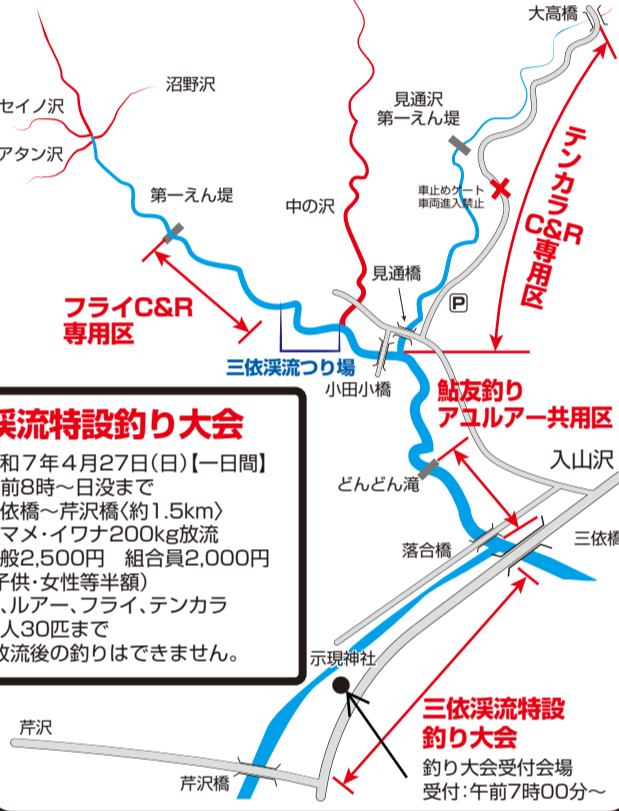 大高橋
沼野沢
セイノ沢
アタン沢
見通沢
第一えん堤
テンカラ
C&R
専用区
車止めゲート
車両進入禁止
第一えん堤
中の沢
見通橋
P
フライC&R
専用区
三依渓流つり場
小田小橋
鮎友釣り
アユルアー共用区
入山沢
どんどん滝
落合橋
三依橋
渓流特設釣り大会
和7年4月27日(日)【一日間】
前8時〜日没まで
依橋〜芹沢橋〈約1.5km〉
マメ・イワナ200kg放流
般2,500円 組合員2,000円
子供・女性等半額)
、ルアー、フライ、テンカラ
人30匹まで
放流後の釣りはできません。
示現神社
三依渓流特設
釣り大会
釣り大会受付会場
受付:午前7時00分〜
芹沢
芹沢橋